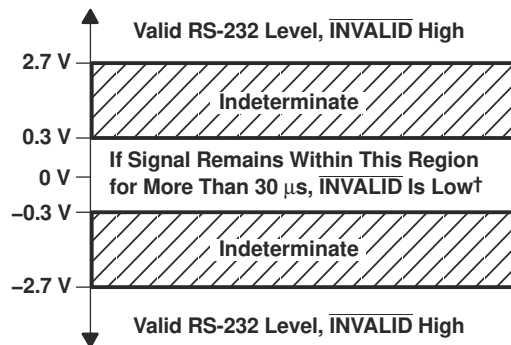 Valid RS-232 Level, INVALID High
2.7 V
Indeterminate
0.3 V
If Signal Remains Within This Region
0 V
for More Than 30 μs, INVALID Is Low†
−0.3 V
Indeterminate
−2.7 V
Valid RS-232 Level, INVALID High